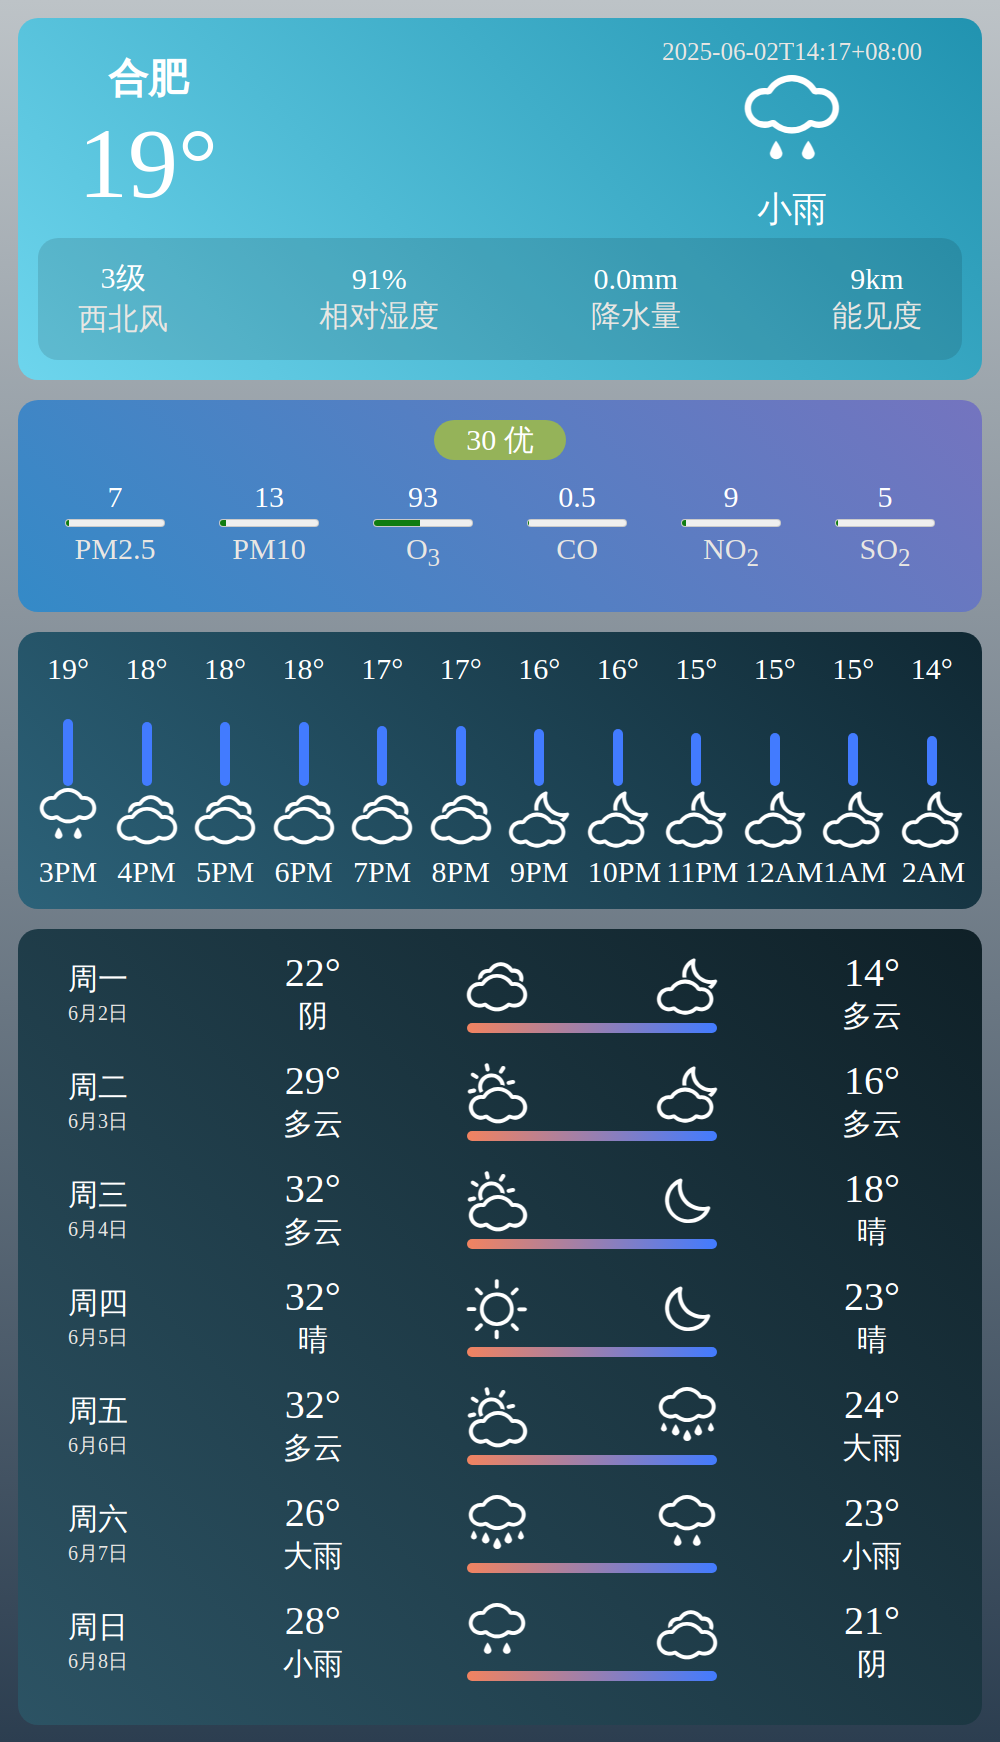 合肥
19°
2025-06-02T14:17+08:00
小雨
3级 91% 0.0mm 9km
西北风 相对湿度 降水量 能见度
30 优
7 13 93 0.5 9 5
PM2.5 PM10 O3 CO NO2 SO2
19° 18° 18° 18° 17° 17° 16° 16° 15° 15° 15° 14°
3PM 4PM 5PM 6PM 7PM 8PM 9PM 10PM 11PM 12AM 1AM 2AM
周一 22° 14°
6月2日 阴 多云
周二 29° 16°
6月3日 多云 多云
周三 32° 18°
6月4日 多云 晴
周四 32° 23°
6月5日 晴 晴
周五 32° 24°
6月6日 多云 大雨
周六 26° 23°
6月7日 大雨 小雨
周日 28° 21°
6月8日 小雨 阴